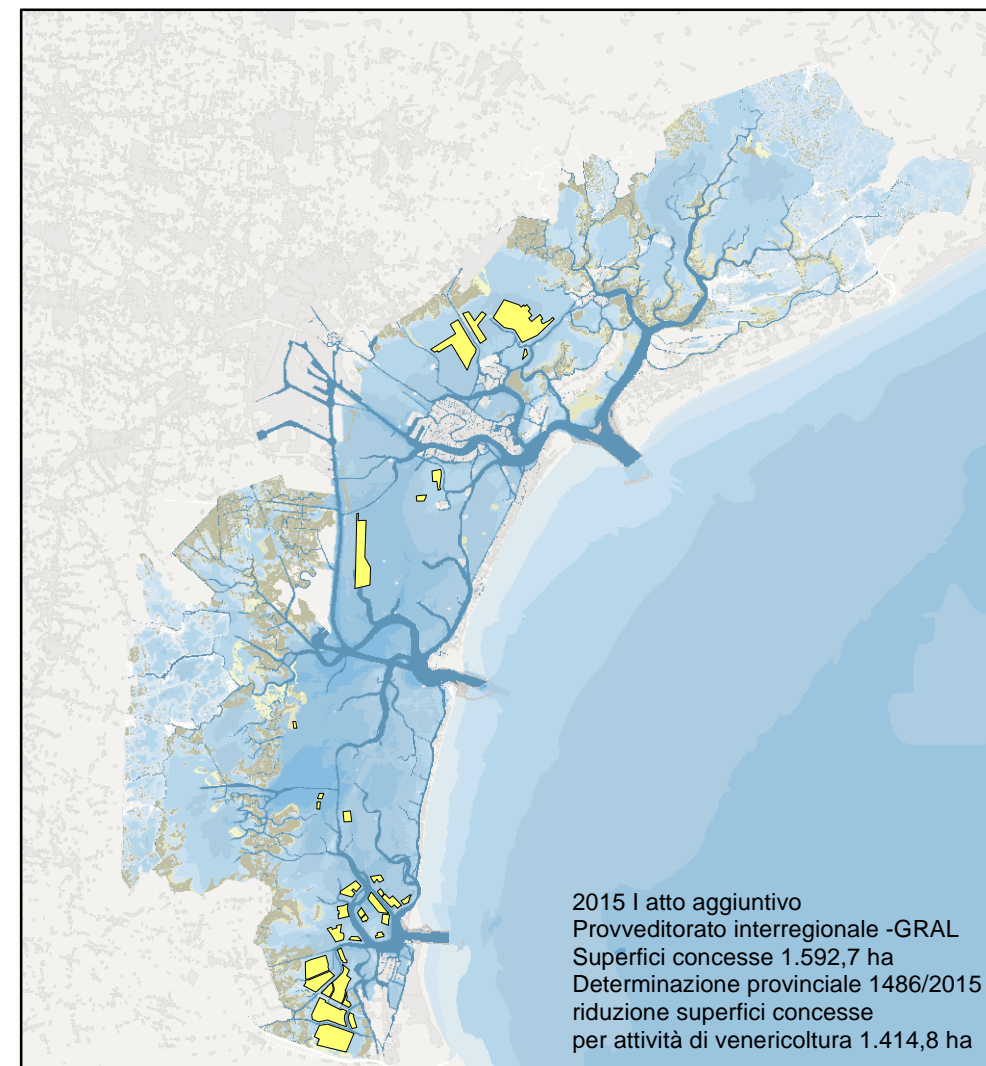 2015 I atto aggiuntivo
Provveditorato interregionale -GRAL
Superfici concesse 1.592,7 ha
Determinazione provinciale 1486/2015
riduzione superfici concesse
per attività di venericoltura 1.414,8 ha